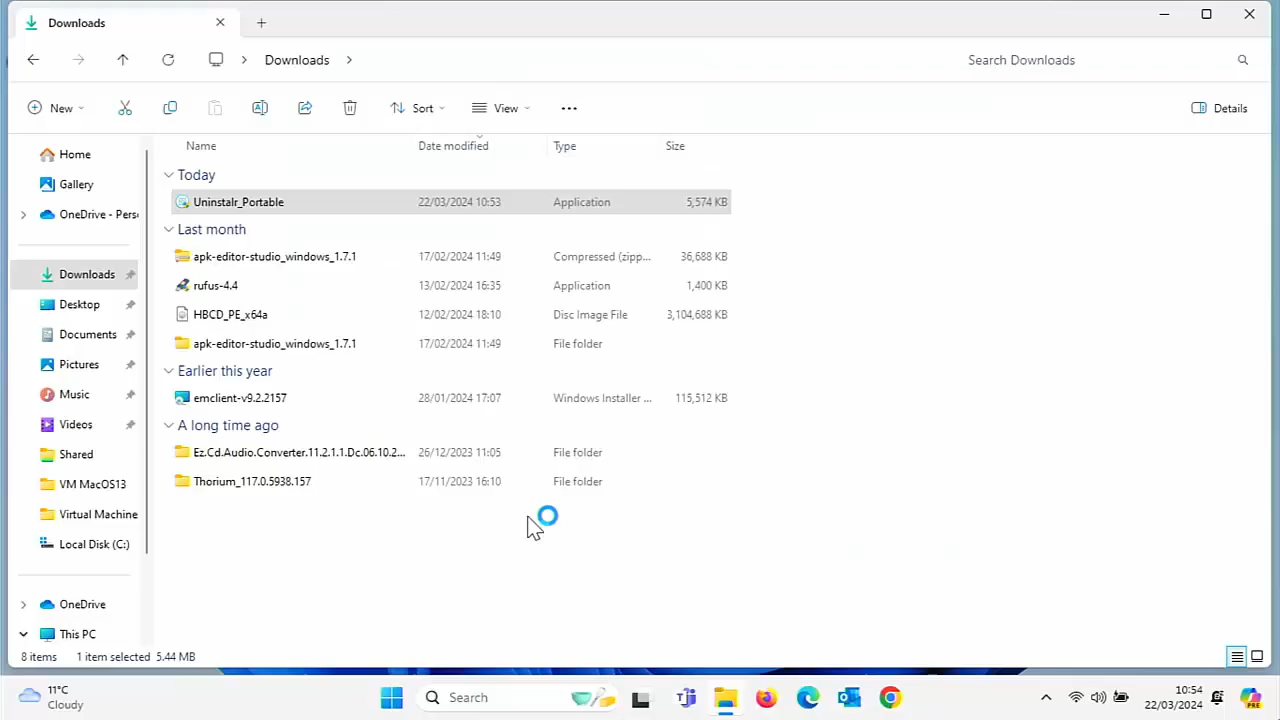 Downloads
Downloads
Search Downloads
New
Sort
View
Details
Name Date modified Type Size
Today
Uninstalr_Portable 22/03/2024 10:53 Application 5,574 KB
Last month
apk-editor-studio_windows_1.7.1 17/02/2024 11:49 Compressed (zipp... 36,688 KB
rufus-4.4 13/02/2024 16:35 Application 1,400 KB
HBCD_PE_x64a 12/02/2024 18:10 Disc Image File 3,104,688 KB
apk-editor-studio_windows_1.7.1 17/02/2024 11:49 File folder
Earlier this year
emclient-v9.2.2157 28/01/2024 17:07 Windows Installer ... 115,512 KB
A long time ago
Ez.Cd.Audio.Converter.11.2.1.1.Dc.06.10.2... 26/12/2023 11:05 File folder
Thorium_117.0.5938.157 17/11/2023 16:10 File folder
Home
Gallery
OneDrive - Pers
Downloads
Desktop
Documents
Pictures
Music
Videos
Shared
VM MacOS13
Virtual Machine
Local Disk (C:)
OneDrive
This PC
8 items 1 item selected 5.44 MB
11°C
Cloudy
Search
10:54
22/03/2024
PRE